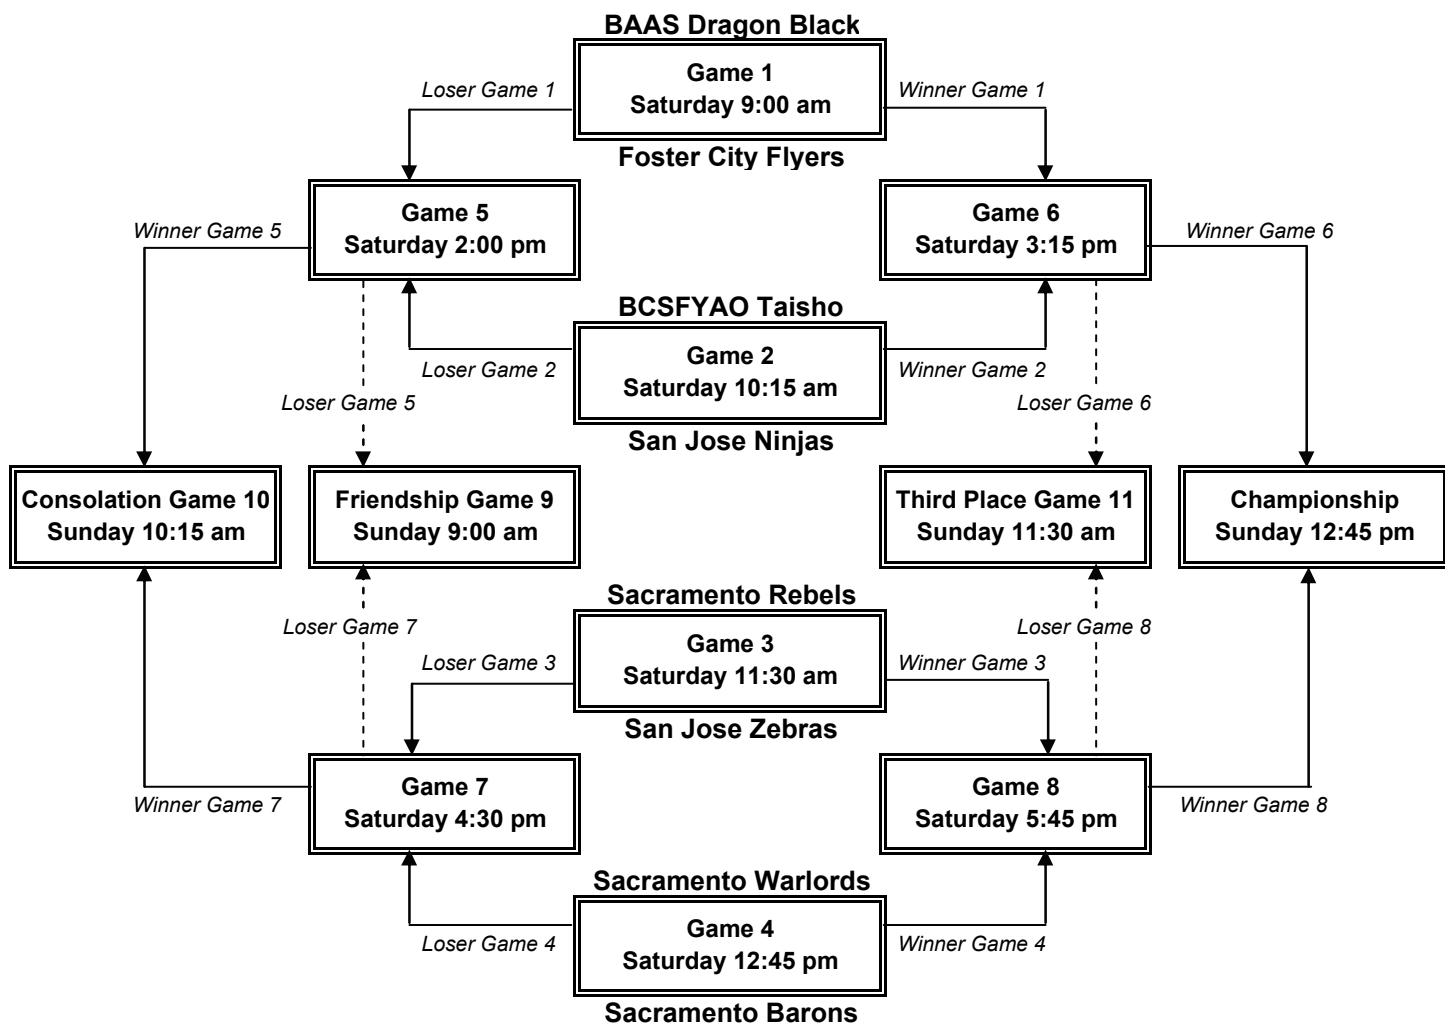 BAAS Dragon Black
Game 1
Saturday 9:00 am
Loser Game 1
Winner Game 1
Foster City Flyers
Game 5
Saturday 2:00 pm
Game 6
Saturday 3:15 pm
Winner Game 5
Winner Game 6
BCSFYAO Taisho
Game 2
Saturday 10:15 am
Loser Game 2
Winner Game 2
Loser Game 5
Loser Game 6
San Jose Ninjas
Consolation Game 10
Sunday 10:15 am
Friendship Game 9
Sunday 9:00 am
Third Place Game 11
Sunday 11:30 am
Championship
Sunday 12:45 pm
Sacramento Rebels
Loser Game 7
Loser Game 8
Game 3
Saturday 11:30 am
Loser Game 3
Winner Game 3
San Jose Zebras
Game 7
Saturday 4:30 pm
Game 8
Saturday 5:45 pm
Winner Game 7
Winner Game 8
Sacramento Warlords
Game 4
Saturday 12:45 pm
Loser Game 4
Winner Game 4
Sacramento Barons